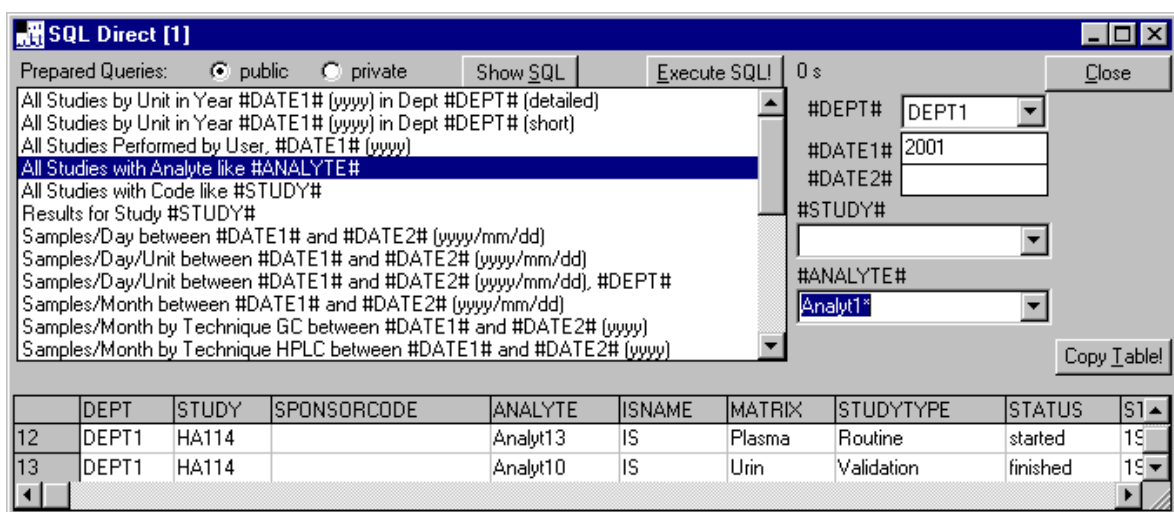 SQL Direct [1]
Prepared Queries: public private Show SQL Execute SQL! 0 s Close
All Studies by Unit in Year #DATE1# (yyyy) in Dept #DEPT# (detailed)
All Studies by Unit in Year #DATE1# (yyyy) in Dept #DEPT# (short)
All Studies Performed by User, #DATE1# (yyyy)
All Studies with Analyte like #ANALYTE#
All Studies with Code like #STUDY#
Results for Study #STUDY#
Samples/Day between #DATE1# and #DATE2# (yyyy/mm/dd)
Samples/Day/Unit between #DATE1# and #DATE2# (yyyy/mm/dd)
Samples/Day/Unit between #DATE1# and #DATE2# (yyyy/mm/dd), #DEPT#
Samples/Month between #DATE1# and #DATE2# (yyyy/mm/dd)
Samples/Month by Technique GC between #DATE1# and #DATE2# (yyyy)
Samples/Month by Technique HPLC between #DATE1# and #DATE2# (yyyy)
#DEPT# DEPT1
#DATE1# 2001
#DATE2#
#STUDY#
#ANALYTE#
Analyt1*
Copy Table!
DEPT STUDY SPONSORCODE ANALYTE ISNAME MATRIX STUDYTYPE STATUS
12 DEPT1 HA114 Analyt13 IS Plasma Routine started
13 DEPT1 HA114 Analyt10 IS Urin Validation finished